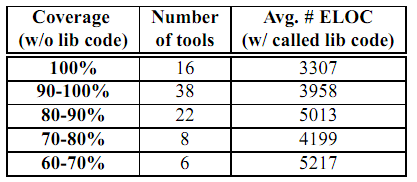 Coverage Number Avg. # ELOC
(w/o lib code) of tools (w/ called lib code)
100% 16 3307
90-100% 38 3958
80-90% 22 5013
70-80% 8 4199
60-70% 6 5217